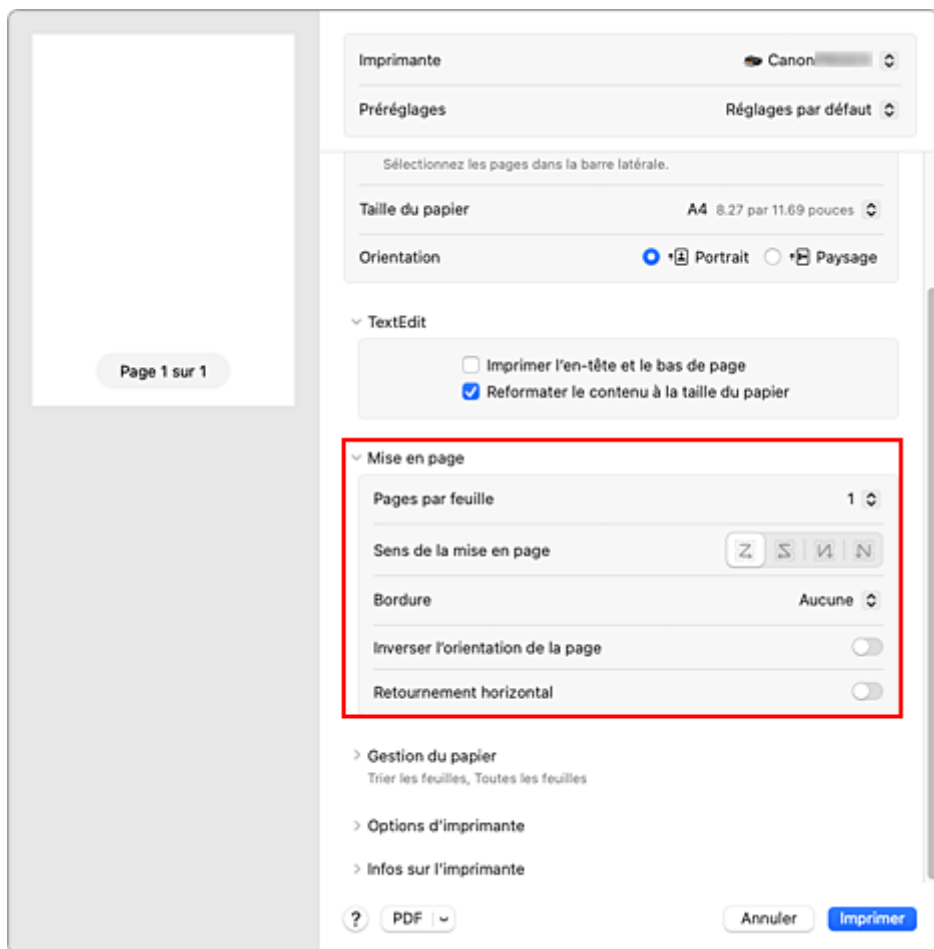 Page 1 sur 1
Imprimante Canon
Préréglages Réglages par défaut
Sélectionnez les pages dans la barre latérale.
Taille du papier A4 8.27 par 11.69 pouces
Orientation Portrait Paysage
TextEdit
Imprimer l'en-tête et le bas de page
Reformater le contenu à la taille du papier
Mise en page
Pages par feuille 1
Sens de la mise en page
Bordure Aucune
Inverser l'orientation de la page
Retournement horizontal
Gestion du papier
Trier les feuilles, Toutes les feuilles
Options d'imprimante
Infos sur l'imprimante
? PDF Annuler Imprimer